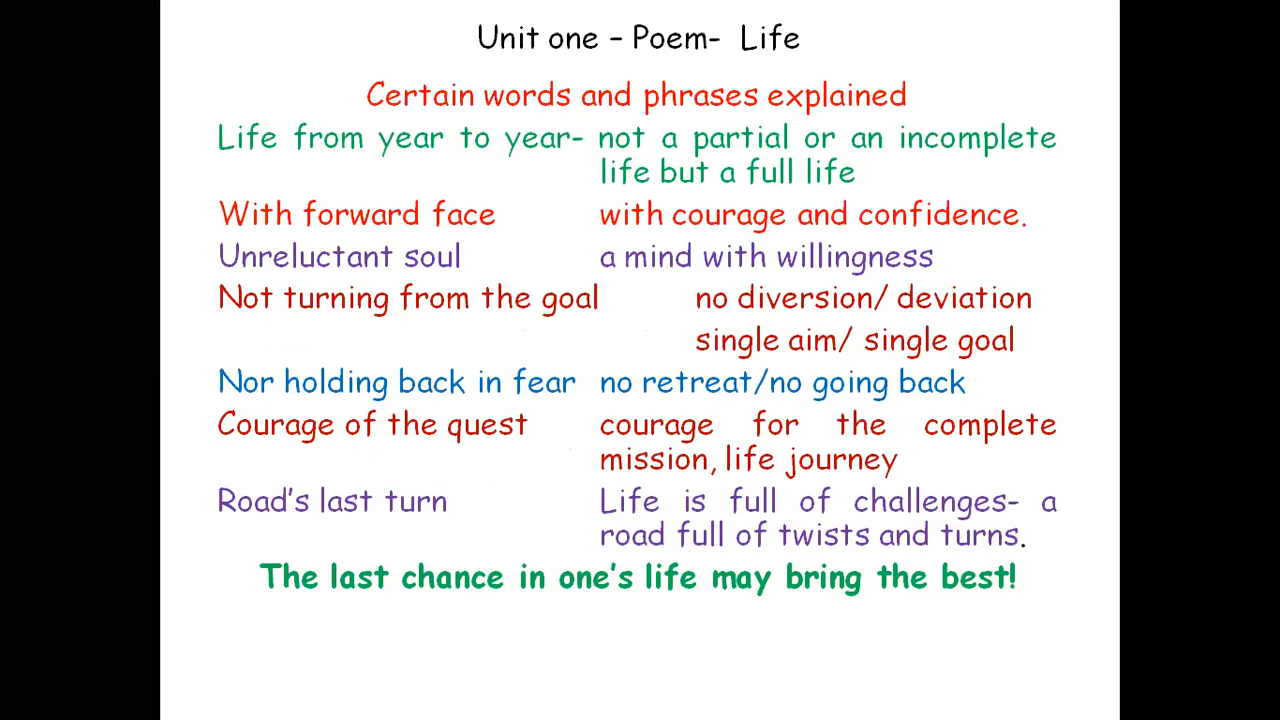 Unit one – Poem- Life
Certain words and phrases explained
Life from year to year- not a partial or an incomplete
life but a full life
With forward face with courage and confidence.
Unreluctant soul a mind with willingness
Not turning from the goal no diversion/ deviation
single aim/ single goal
Nor holding back in fear no retreat/no going back
Courage of the quest courage for the complete
mission, life journey
Road's last turn Life is full of challenges- a
road full of twists and turns.
The last chance in one's life may bring the best!